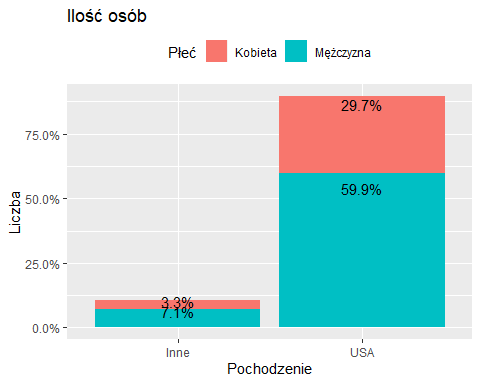 Ilość osób
Płeć Kobieta Mężczyzna
Liczba
75.0%
50.0%
25.0%
0.0%
29.7%
59.9%
3.3%
7.1%
Inne USA
Pochodzenie